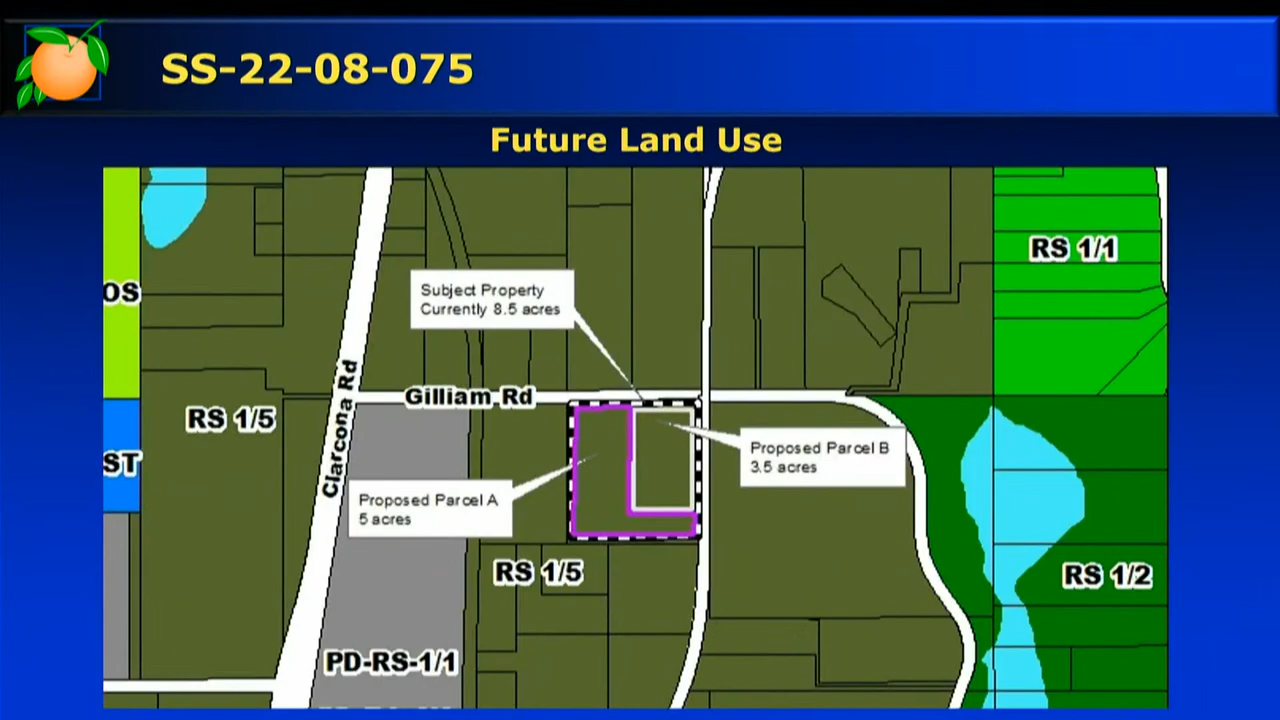 SS-22-08-075
Future Land Use
RS 1/1
OS
Subject Property
Currently 8.5 acres
Clarcona Rd
Gilliam Rd
RS 1/5
ST
Proposed Parcel B
3.5 acres
Proposed Parcel A
5 acres
RS 1/5
RS 1/2
PD-RS-1/1